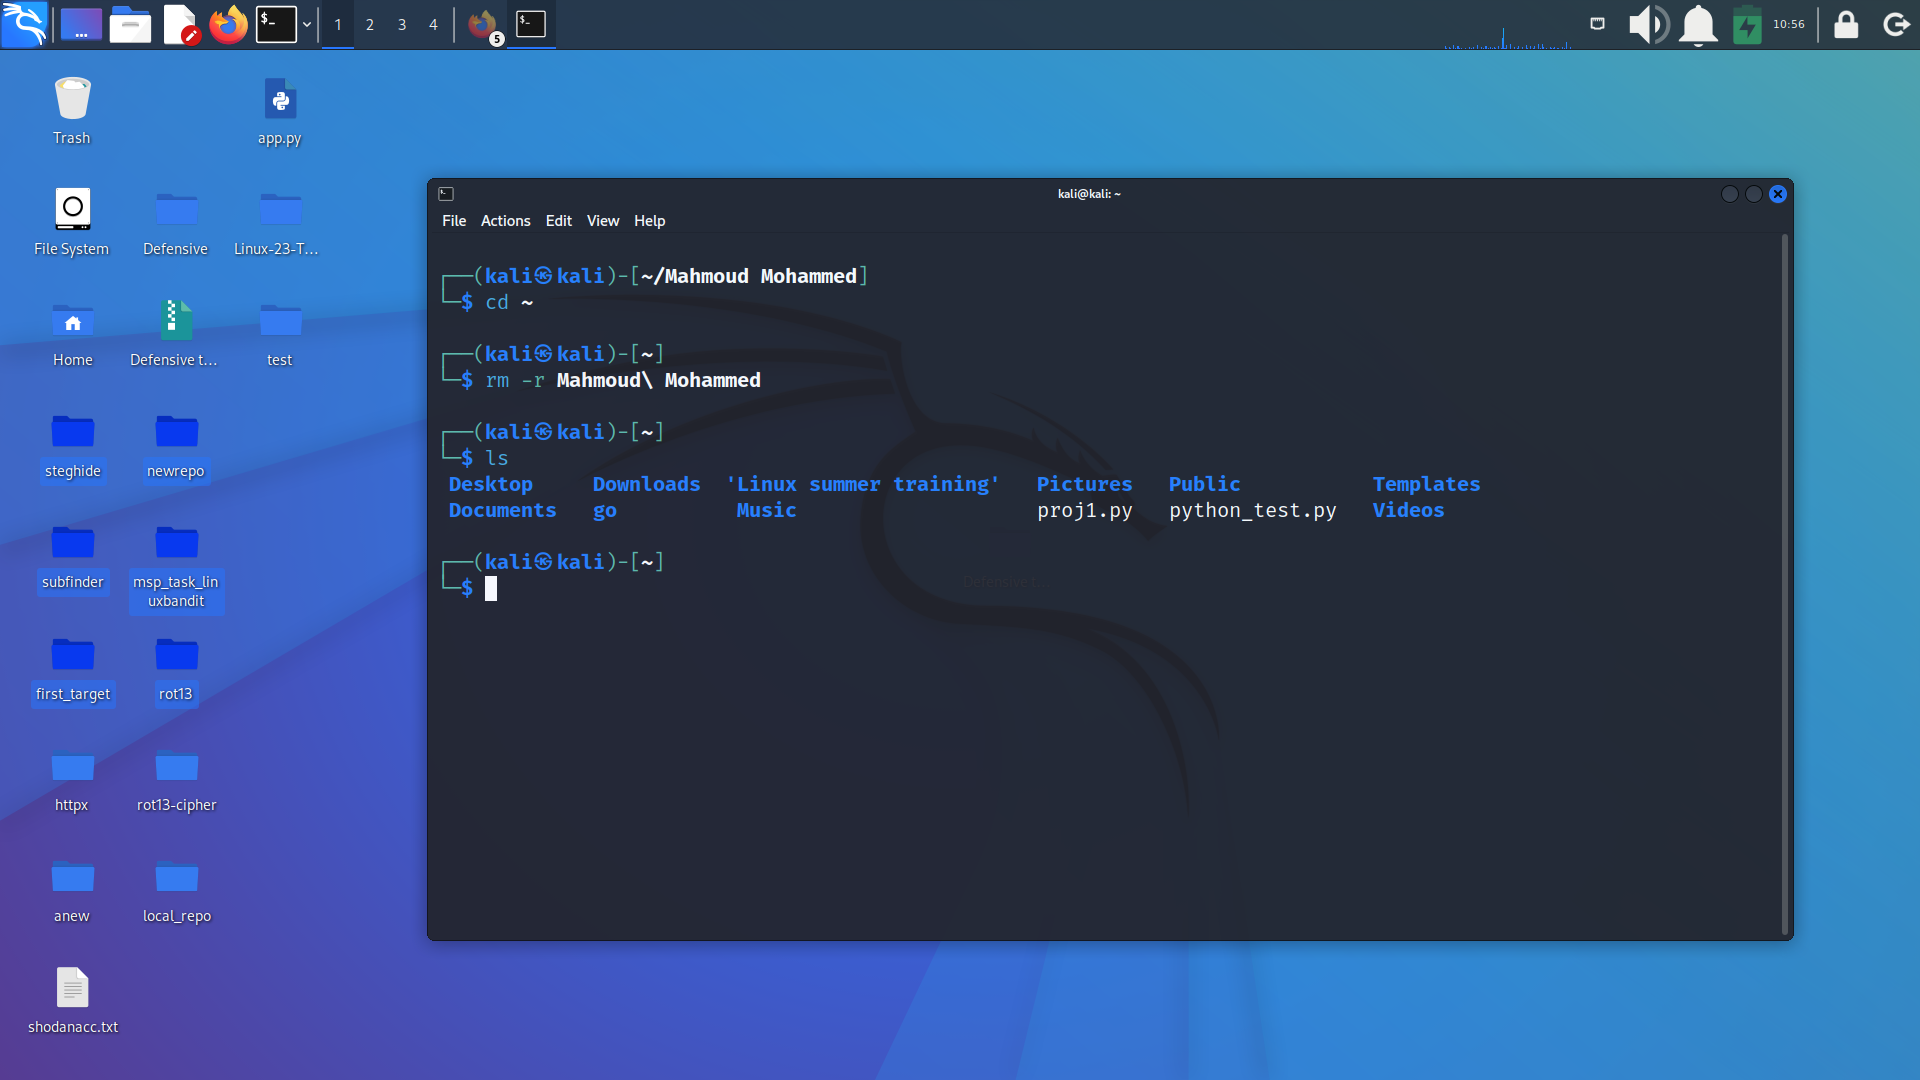 $_
1 2 3 4
5
$_
10:56
Trash
app.py
File System
Defensive
Linux-23-T...
Home
Defensive t...
test
steghide
newrepo
subfinder
msp_task_lin
uxbandit
first_target
rot13
httpx
rot13-cipher
anew
local_repo
shodanacc.txt
kali@kali: ~
File Actions Edit View Help
┌──(kali㉿kali)-[~/Mahmoud Mohammed]
└─$ cd ~
┌──(kali㉿kali)-[~]
└─$ rm -r Mahmoud\ Mohammed
┌──(kali㉿kali)-[~]
└─$ ls
Desktop Downloads 'Linux summer training' Pictures Public Templates
Documents go Music proj1.py python_test.py Videos
┌──(kali㉿kali)-[~]
└─$
Defensive t.